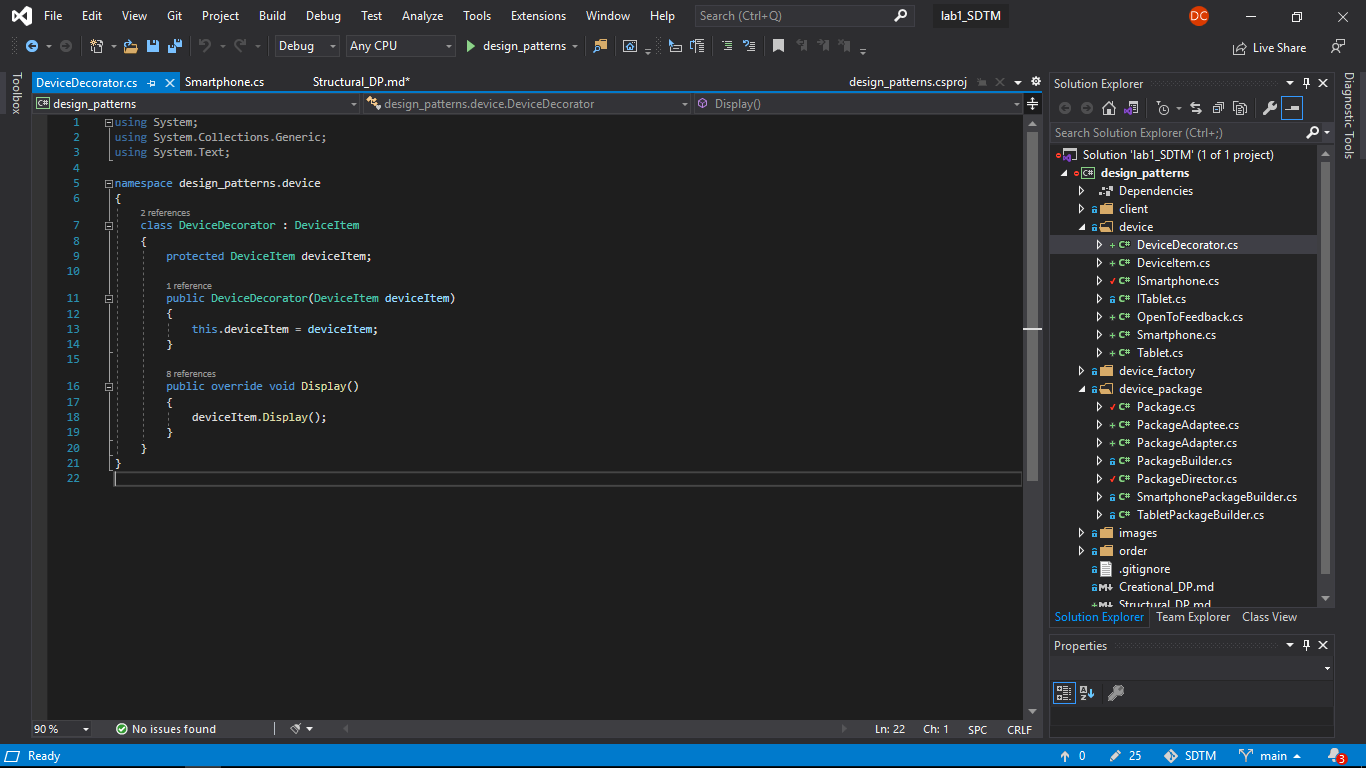 File Edit View Git Project Build Debug Test Analyze Tools Extensions Window Help Search (Ctrl+Q) lab1_SDTM DC
Debug Any CPU design_patterns Live Share
Toolbox
DeviceDecorator.cs Smartphone.cs Structural_DP.md* design_patterns.csproj
C# design_patterns design_patterns.device.DeviceDecorator Display()
1 using System;
2 using System.Collections.Generic;
3 using System.Text;
4
5 namespace design_patterns.device
6 {
2 references
7 class DeviceDecorator : DeviceItem
8 {
9 protected DeviceItem deviceItem;
10
1 reference
11 public DeviceDecorator(DeviceItem deviceItem)
12 {
13 this.deviceItem = deviceItem;
14 }
15
8 references
16 public override void Display()
17 {
18 deviceItem.Display();
19 }
20 }
21 }
22
90 % No issues found Ln: 22 Ch: 1 SPC CRLF
Solution Explorer
Search Solution Explorer (Ctrl+;)
Solution 'lab1_SDTM' (1 of 1 project)
C# design_patterns
Dependencies
client
device
C# DeviceDecorator.cs
C# DeviceItem.cs
C# ISmartphone.cs
C# ITablet.cs
C# OpenToFeedback.cs
C# Smartphone.cs
C# Tablet.cs
device_factory
device_package
C# Package.cs
C# PackageAdaptee.cs
C# PackageAdapter.cs
C# PackageBuilder.cs
C# PackageDirector.cs
C# SmartphonePackageBuilder.cs
C# TabletPackageBuilder.cs
images
order
.gitignore
M↓ Creational_DP.md
M↓ Structural_DP.md
Solution Explorer Team Explorer Class View
Properties
Diagnostic Tools
Ready 0 25 SDTM main 3